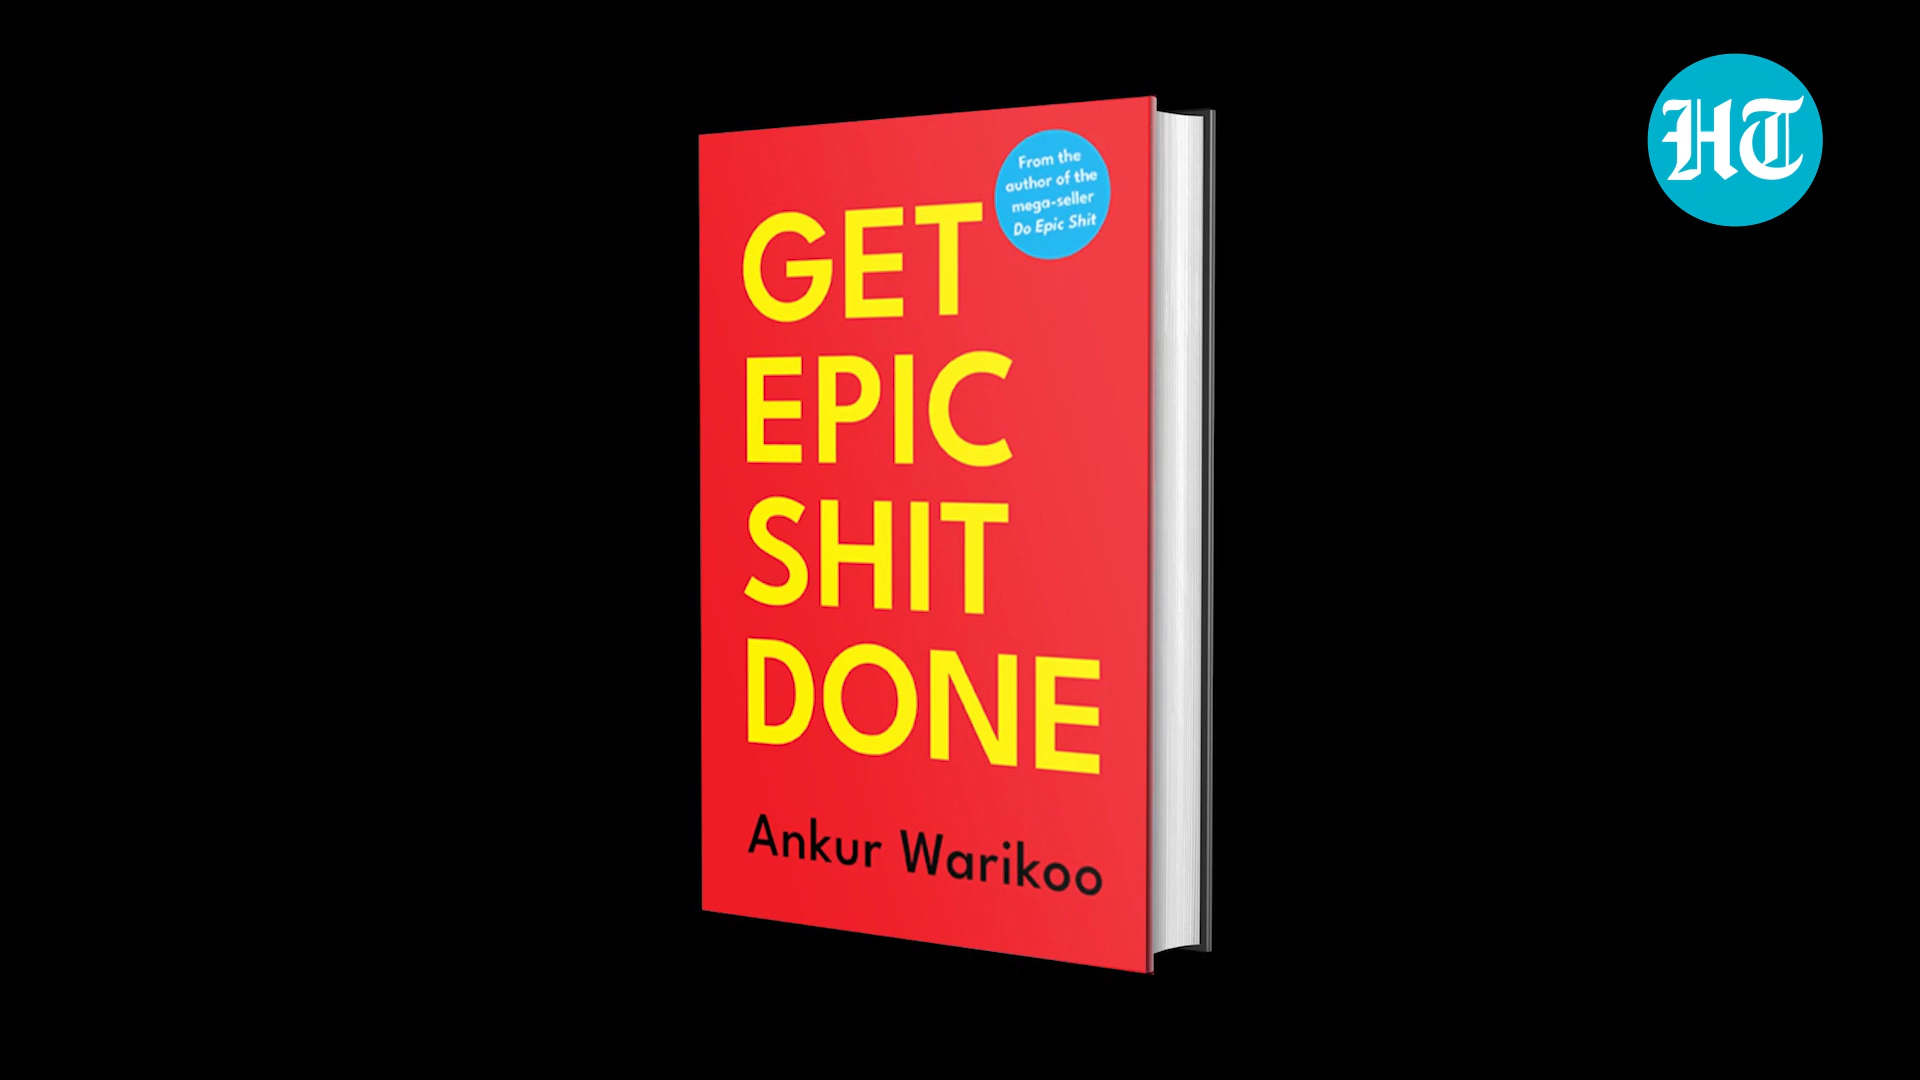 HT
From the
author of the
mega-seller
Do Epic Shit
GET
EPIC
SHIT
DONE
Ankur Warikoo